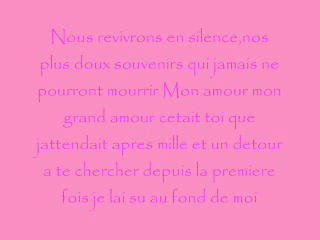 Nous revivrons en silence,nos
plus doux souvenirs qui jamais ne
pourront mourrir Mon amour mon
grand amour cetait toi que
jattendait apres mille et un detour
a te chercher depuis la premiere
fois je lai su au fond de moi